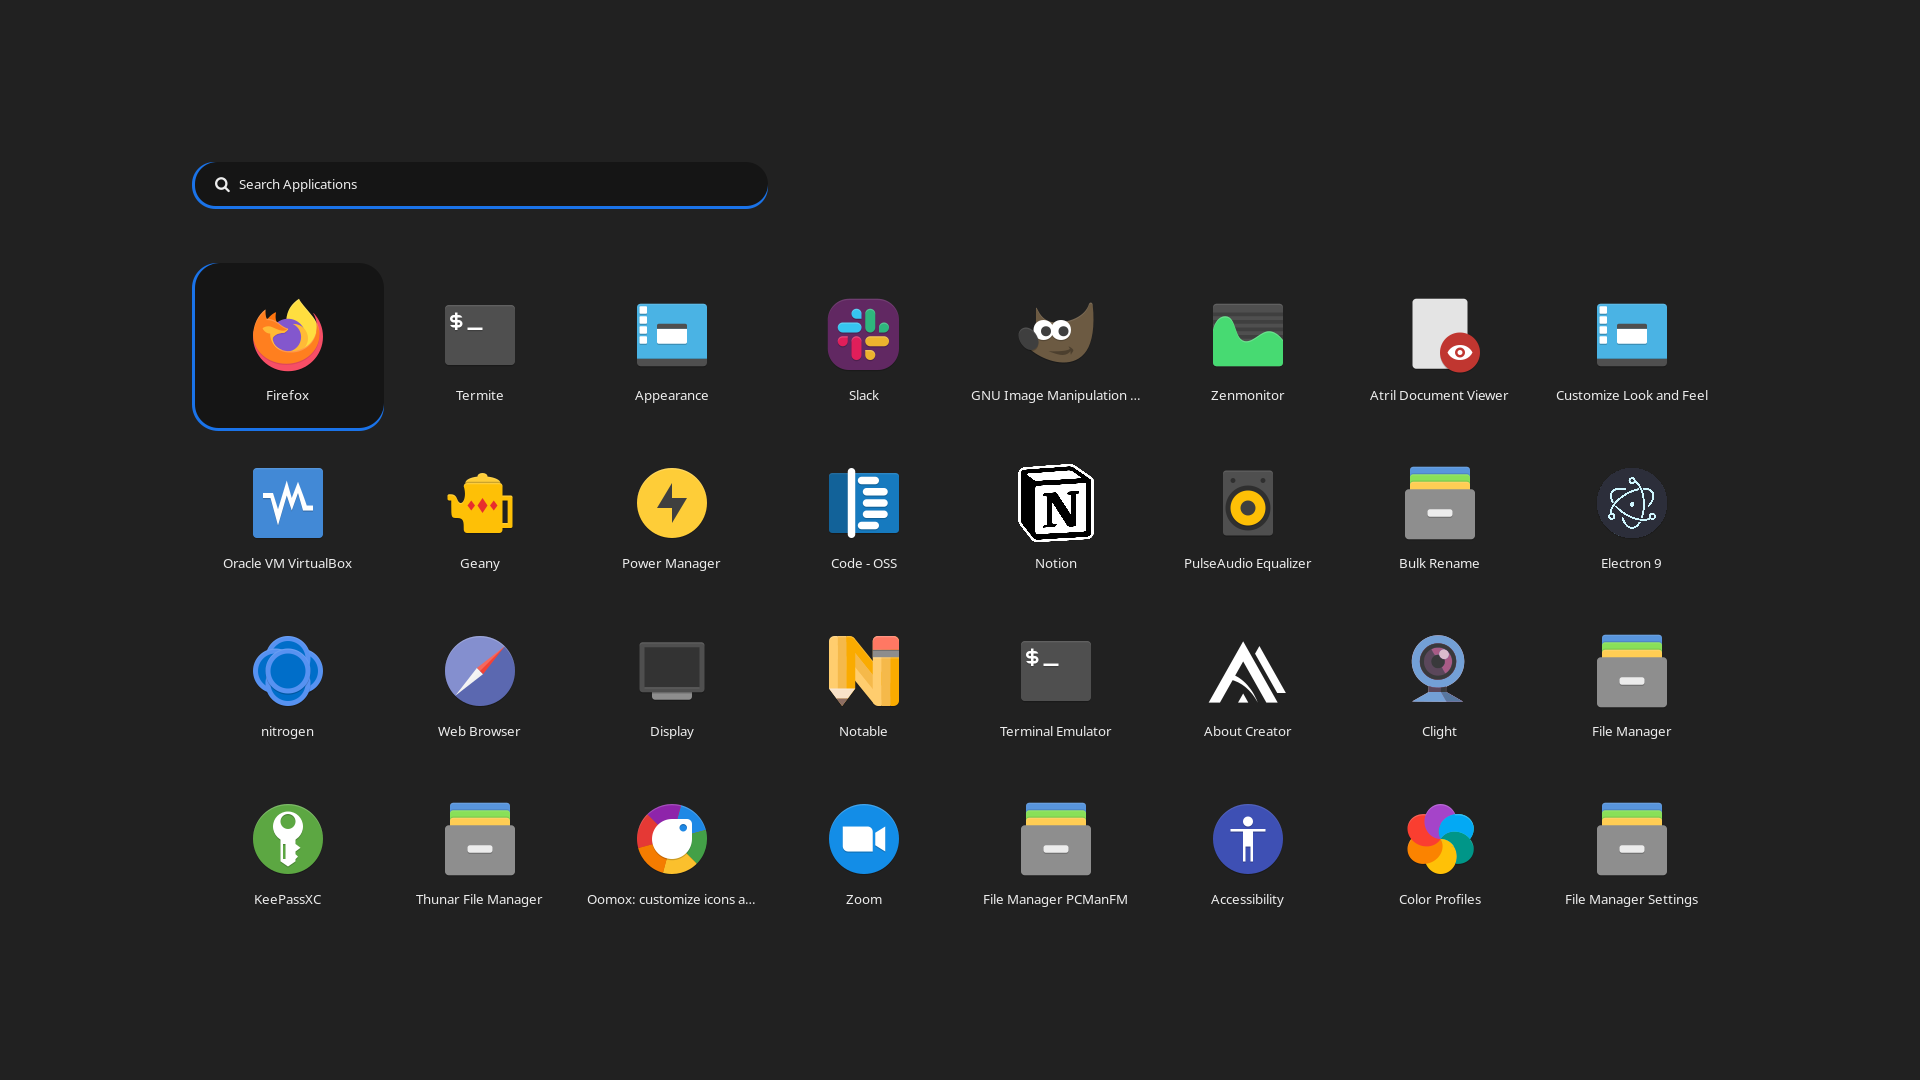 Search Applications
Firefox
Termite
Appearance
Slack
GNU Image Manipulation ...
Zenmonitor
Atril Document Viewer
Customize Look and Feel
Oracle VM VirtualBox
Geany
Power Manager
Code - OSS
Notion
PulseAudio Equalizer
Bulk Rename
Electron 9
nitrogen
Web Browser
Display
Notable
Terminal Emulator
About Creator
Clight
File Manager
KeePassXC
Thunar File Manager
Oomox: customize icons a...
Zoom
File Manager PCManFM
Accessibility
Color Profiles
File Manager Settings